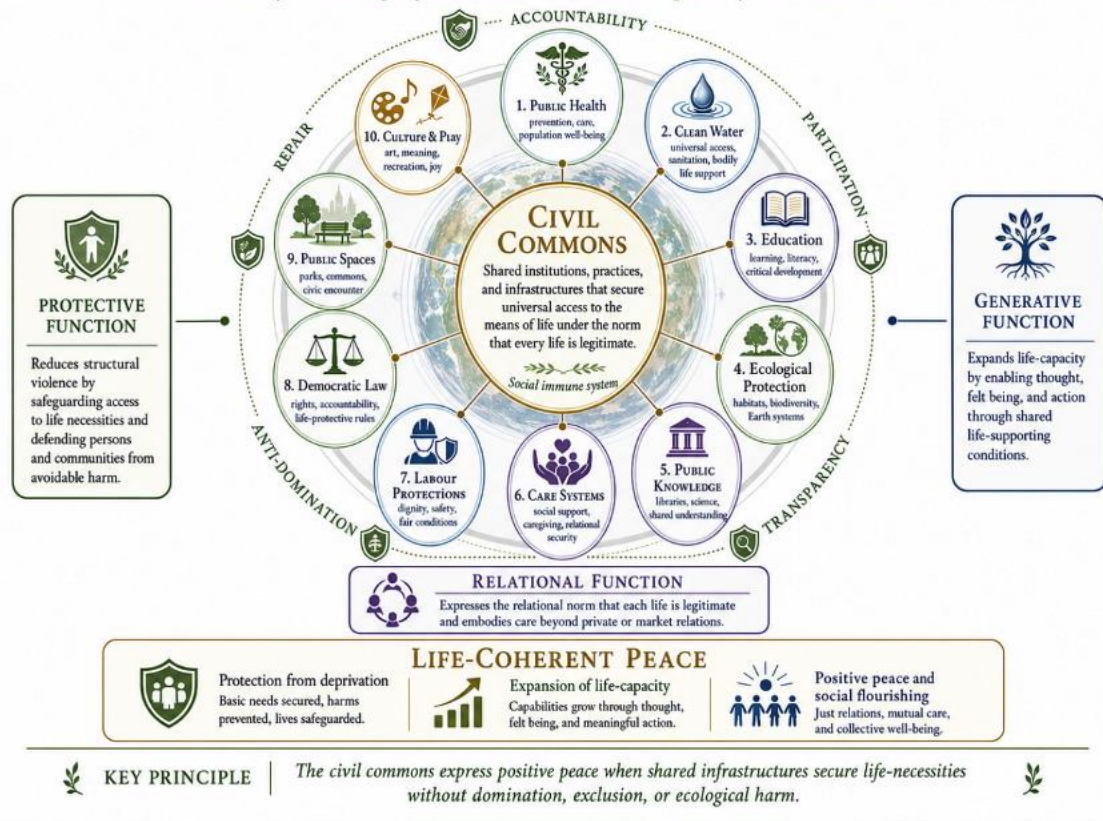 ACCOUNTABILITY
REPAIR
PARTICIPATION
ANTI-DOMINATION
TRANSPARENCY
1. PUBLIC HEALTH
prevention, care,
population well-being
2. CLEAN WATER
universal access,
sanitation, bodily
life support
3. Education
learning, literacy,
critical development
4. Ecological
Protection
habitats, biodiversity,
Earth systems
5. PUBLIC
KNOWLEDGE
libraries, science,
shared understanding
6. CARE SYSTEMS
social support,
caregiving, relational
security
7. LABOUR
PROTECTIONS
dignity, safety,
fair conditions
8. Democratic Law
rights, accountability,
life-protective rules
9. PUBLIC SPACES
parks, commons,
civic encounter
10. CULTURE & PLAY
art, meaning,
recreation, joy
CIVIL
COMMONS
Shared institutions, practices,
and infrastructures that secure
universal access to the
means of life under the norm
that every life is legitimate.
Social immune system
PROTECTIVE
FUNCTION
Reduces structural
violence by
safeguarding access
to life necessities and
defending persons
and communities from
avoidable harm.
GENERATIVE
FUNCTION
Expands life-capacity
by enabling thought,
felt being, and action
through shared
life-supporting
conditions.
RELATIONAL FUNCTION
Expresses the relational norm that each life is legitimate
and embodies care beyond private or market relations.
LIFE-COHERENT PEACE
Protection from deprivation
Basic needs secured, harms
prevented, lives safeguarded.
Expansion of life-capacity
Capabilities grow through thought,
felt being, and meaningful action.
Positive peace and
social flourishing
Just relations, mutual care,
and collective well-being.
KEY PRINCIPLE
The civil commons express positive peace when shared infrastructures secure life-necessities
without domination, exclusion, or ecological harm.